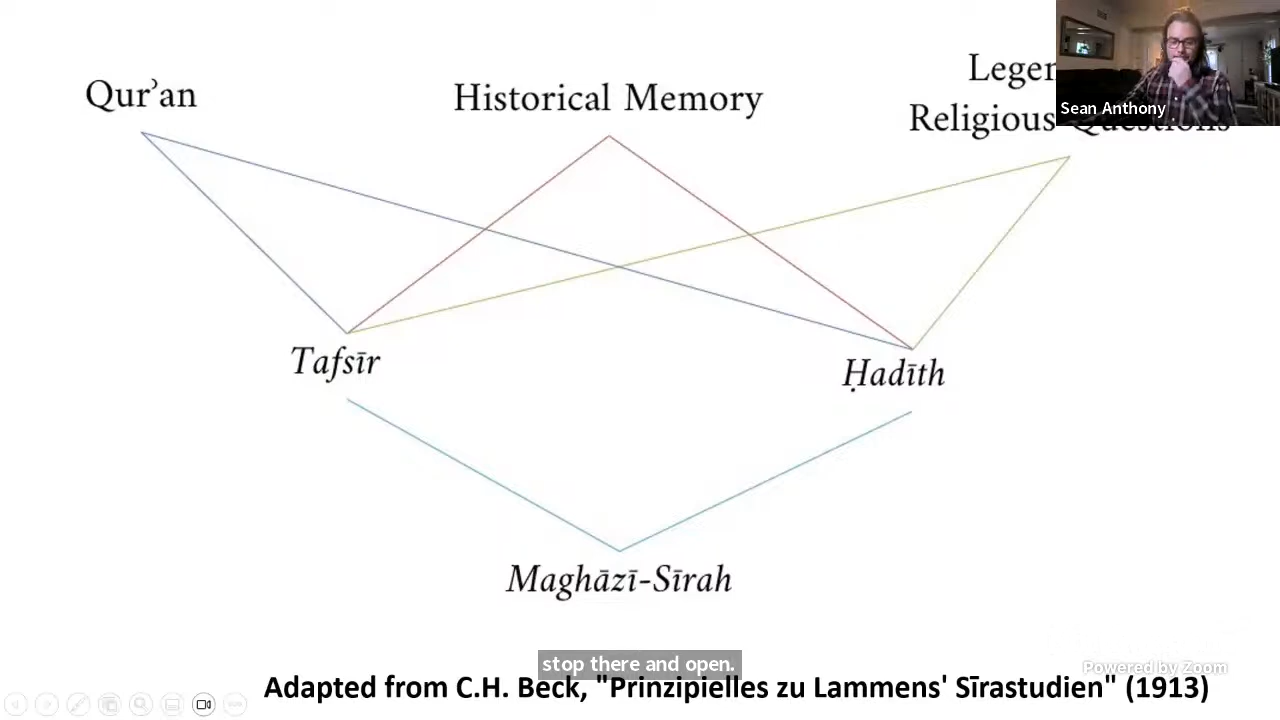 Qurʾan
Historical Memory
Religious Questions
Sean Anthony
Tafsīr
Ḥadīth
Maghāzī-Sīrah
stop there and open.
Powered by Zoom
Adapted from C.H. Beck, "Prinzipielles zu Lammens' Sīrastudien" (1913)